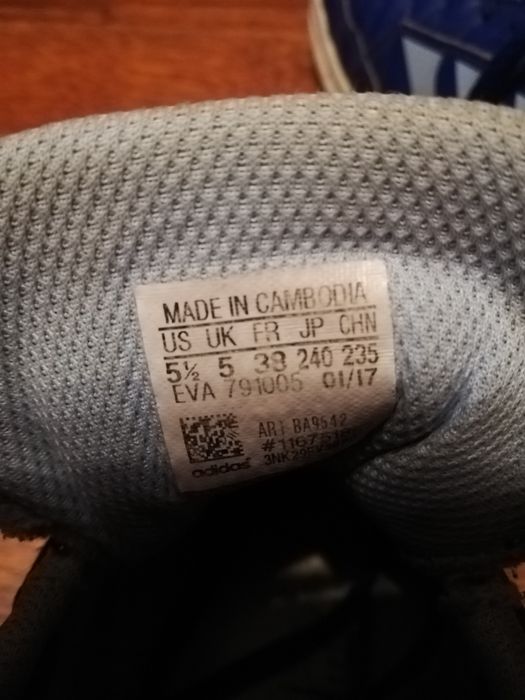 MADE IN CAMBODIA
US UK FR JP CHN
5½ 5 38 240 235
EVA 791005 01/17
ART BA9542
adidas